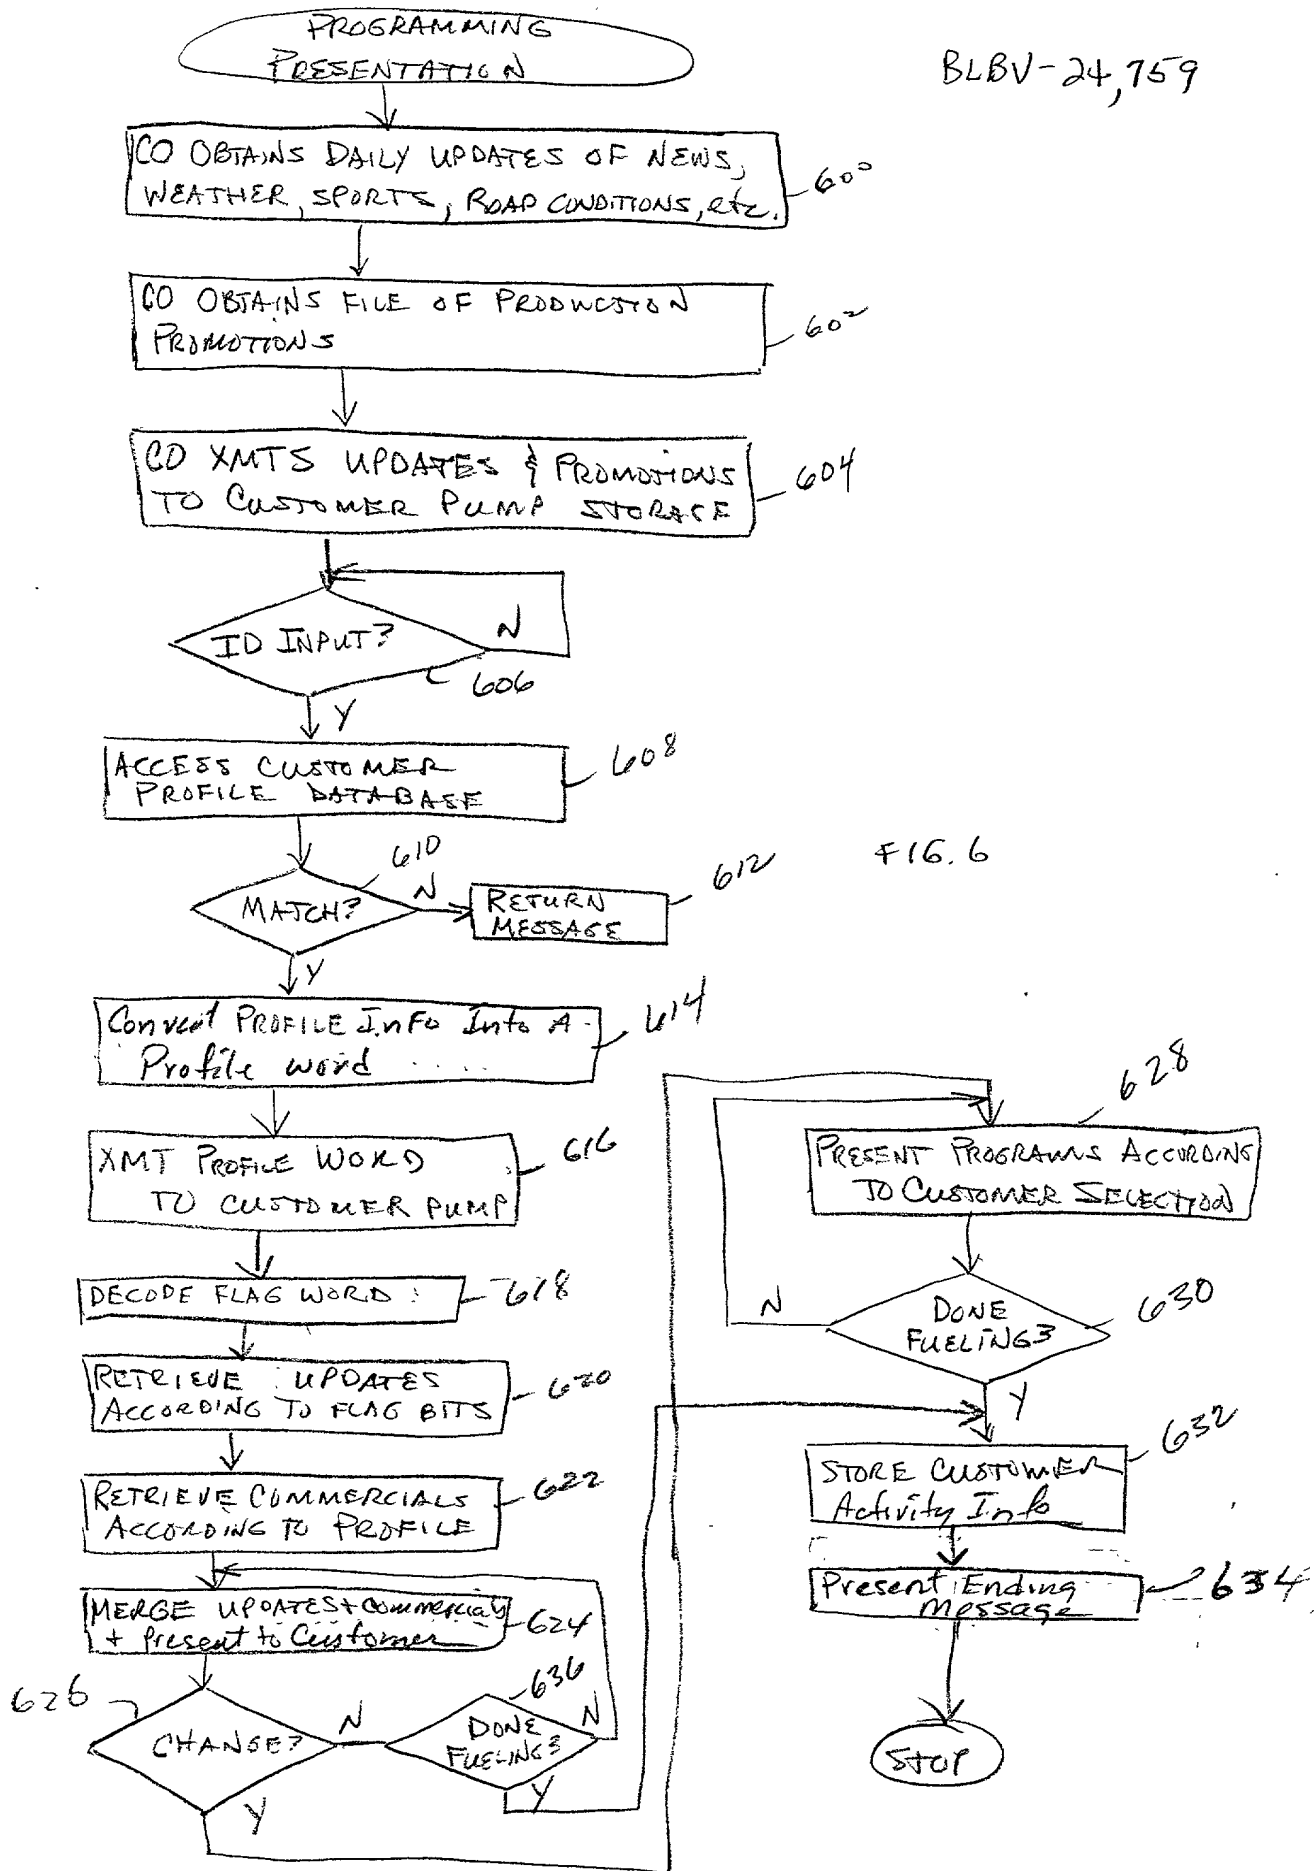 PROGRAMMING
PRESENTATION
BLBV-24,759
CO OBTAINS DAILY UPDATES OF NEWS,
WEATHER, SPORTS, ROAD CONDITIONS, etc.
600
CO OBTAINS FILE OF PRODUCTION
PROMOTIONS
602
CO XMTS UPDATES & PROMOTIONS
TO CUSTOMER PUMP STORAGE
604
ID INPUT?
N
606
Y
ACCESS CUSTOMER
PROFILE DATABASE
608
MATCH?
610
N
RETURN
MESSAGE
612
FIG. 6
Y
Convert PROFILE Info Into A
Profile word
614
XMT PROFILE WORD
TO CUSTOMER PUMP
616
DECODE FLAG WORD
618
RETRIEVE UPDATES
ACCORDING TO FLAG BITS
620
RETRIEVE COMMERCIALS
ACCORDING TO PROFILE
622
MERGE UPDATES + Commercials
+ Present to Customer
624
626
CHANGE?
N
Y
636
DONE
FUELING?
N
Y
628
PRESENT PROGRAMS ACCORDING
TO CUSTOMER SELECTION
DONE
FUELING?
N
630
Y
632
STORE CUSTOMER
Activity Info
Present Ending
Message
634
STOP